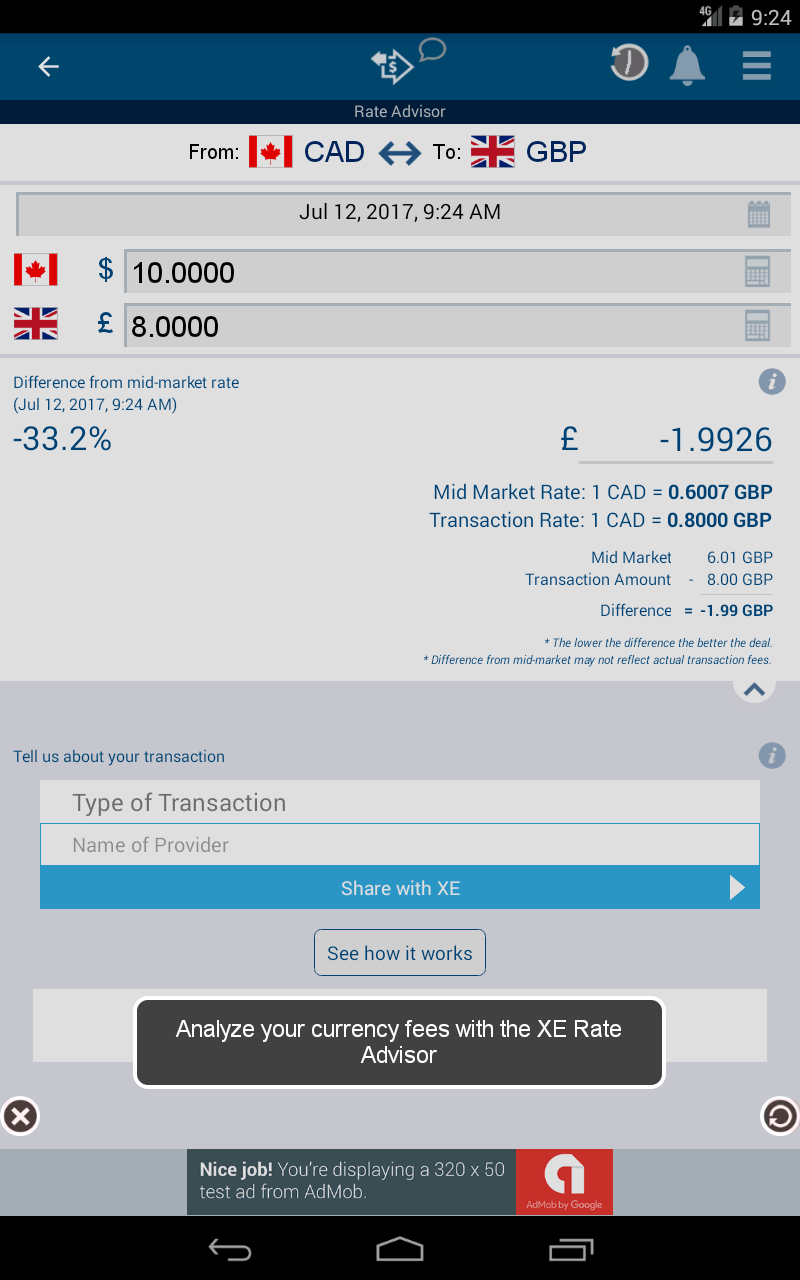 4G 9:24
Rate Advisor
From: CAD To: GBP
Jul 12, 2017, 9:24 AM
$ 10.0000
£ 8.0000
Difference from mid-market rate
(Jul 12, 2017, 9:24 AM)
-33.2% £ -1.9926
Mid Market Rate: 1 CAD = 0.6007 GBP
Transaction Rate: 1 CAD = 0.8000 GBP
Mid Market 6.01 GBP
Transaction Amount - 8.00 GBP
Difference = -1.99 GBP
* The lower the difference the better the deal.
* Difference from mid-market may not reflect actual transaction fees.
Tell us about your transaction
Type of Transaction
Name of Provider
Share with XE
See how it works
Analyze your currency fees with the XE Rate
Advisor
Nice job! You're displaying a 320 x 50
test ad from AdMob.
AdMob by Google